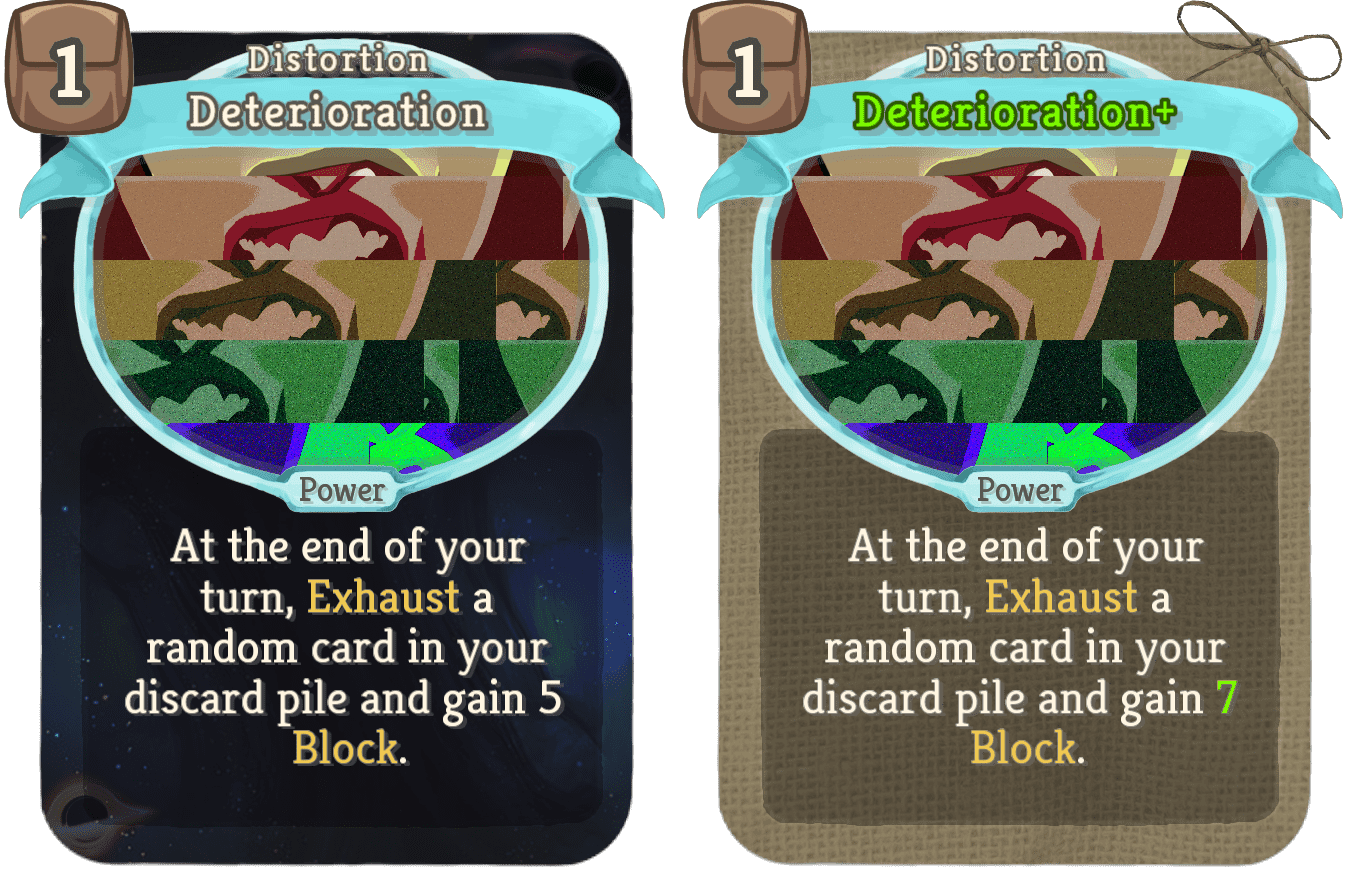 1
Distortion
Deterioration
Power
At the end of your
turn, Exhaust a
random card in your
discard pile and gain 5
Block.
1
Distortion
Deterioration+
Power
At the end of your
turn, Exhaust a
random card in your
discard pile and gain 7
Block.